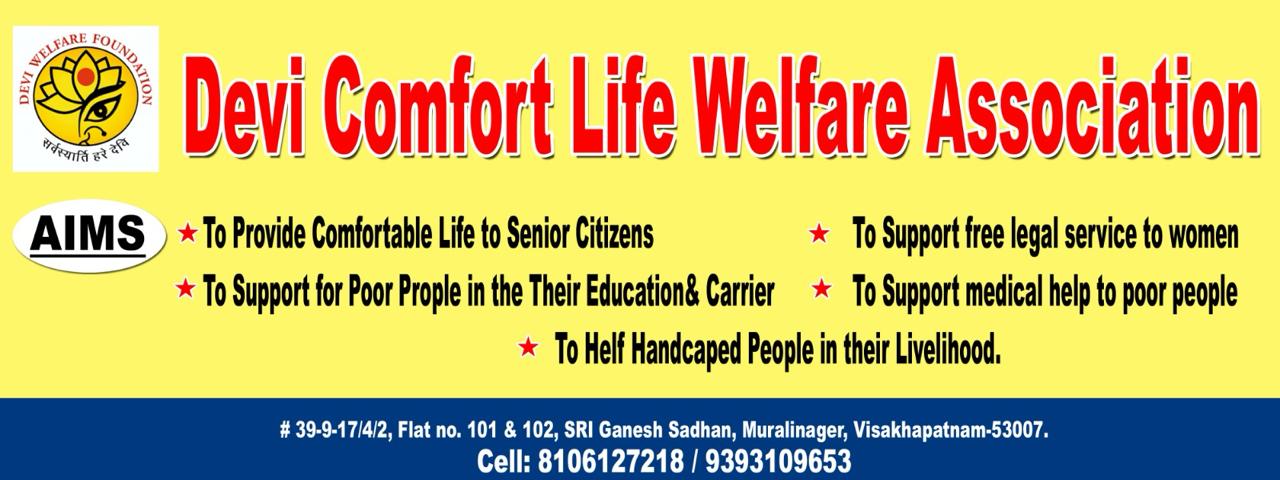 DEVI WELFARE FOUNDATION
सर्वस्यार्ति हरे देवि
Devi Comfort Life Welfare Association
AIMS
To Provide Comfortable Life to Senior Citizens
To Support free legal service to women
To Support for Poor Prople in the Their Education& Carrier
To Support medical help to poor people
To Helf Handcaped People in their Livelihood.
# 39-9-17/4/2, Flat no. 101 & 102, SRI Ganesh Sadhan, Muralinager, Visakhapatnam-53007.
Cell: 8106127218 / 9393109653